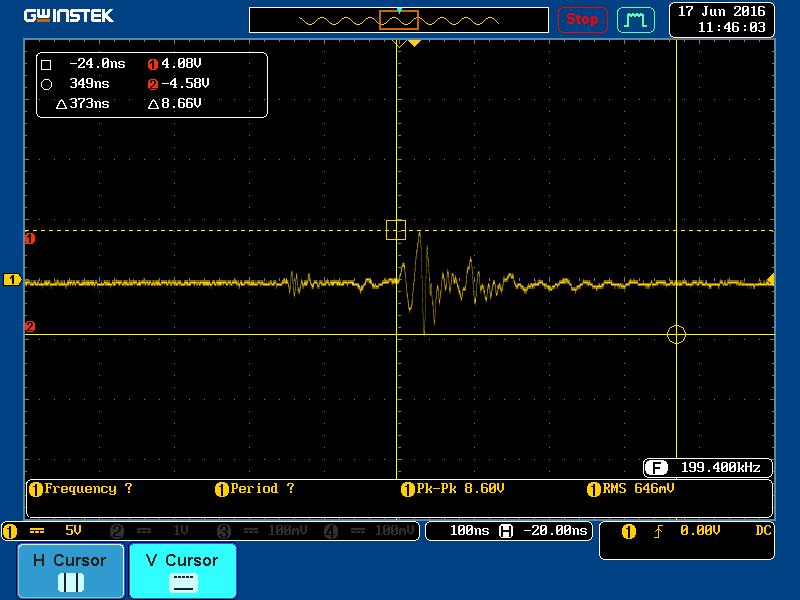 GWINSTEK Stop 17 Jun 2016
11:46:03
-24.0ns 1 4.08V
349ns 2 -4.58V
△373ns △8.66V
1
1
2
F 199.400kHz
1 Frequency ? 1 Period ? 1 Pk-Pk 8.60V 1 RMS 646mV
1 5V 2 1V 3 100mV 4 100mV 100ns H -20.00ns 1 0.00V DC
H Cursor V Cursor